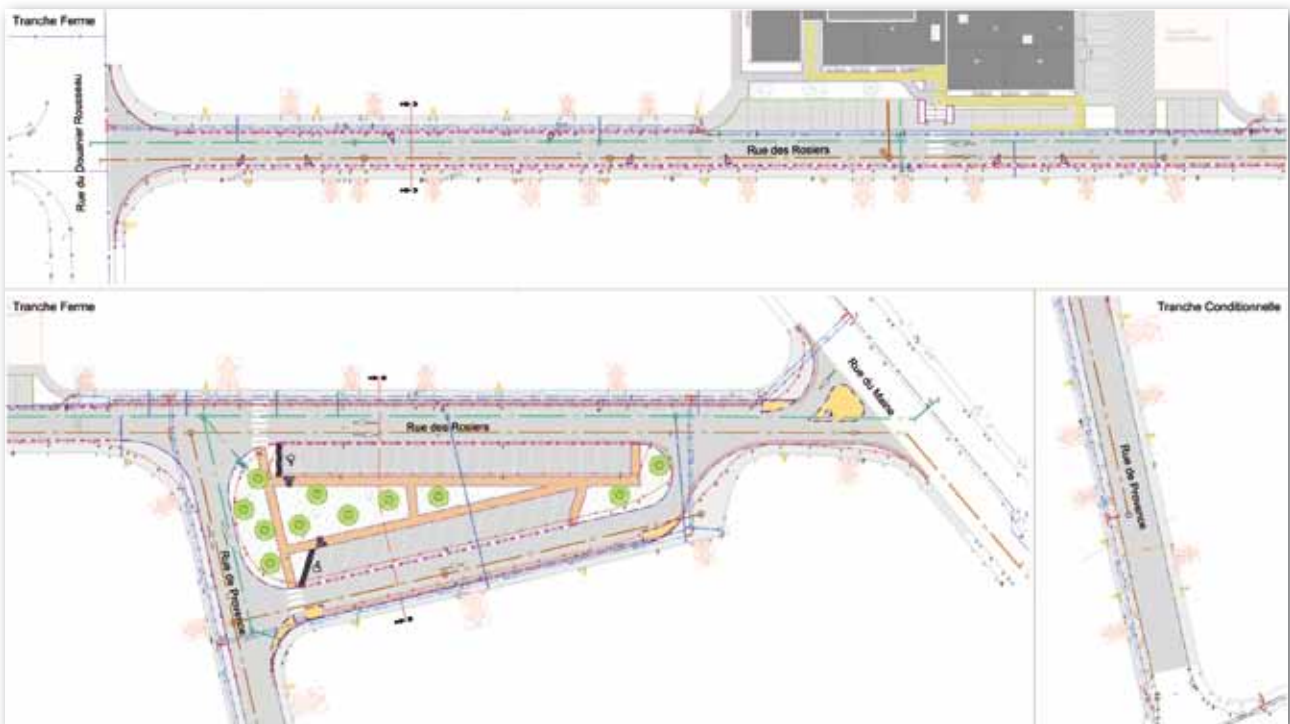 Tranche Ferme
Rue du Douanier Rousseau
Rue des Rosiers
Tranche Ferme
Rue des Rosiers
Rue du Maine
Rue de Provence
Tranche Conditionnelle
Rue de Provence